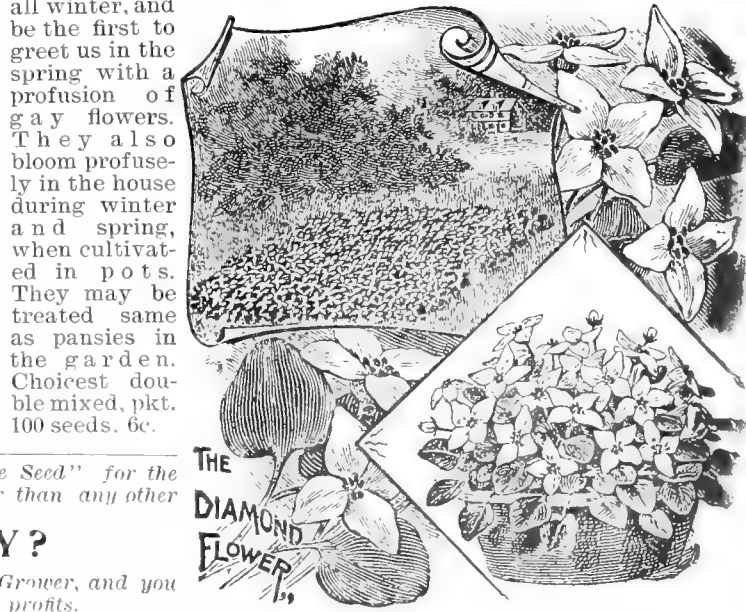 all winter, and
be the first to
greet us in the
spring with a
profusion of
gay flowers.
They also
bloom profuse-
ly in the house
during winter
and spring,
when cultivat-
ed in pots.
They may be
treated same
as pansies in
the garden.
Choicest dou-
ble mixed, pkt.
100 seeds. 6c.
e Seed" for the
r than any other
Y?
Grower, and you
profits.
THE
DIAMOND
FLOWER,,